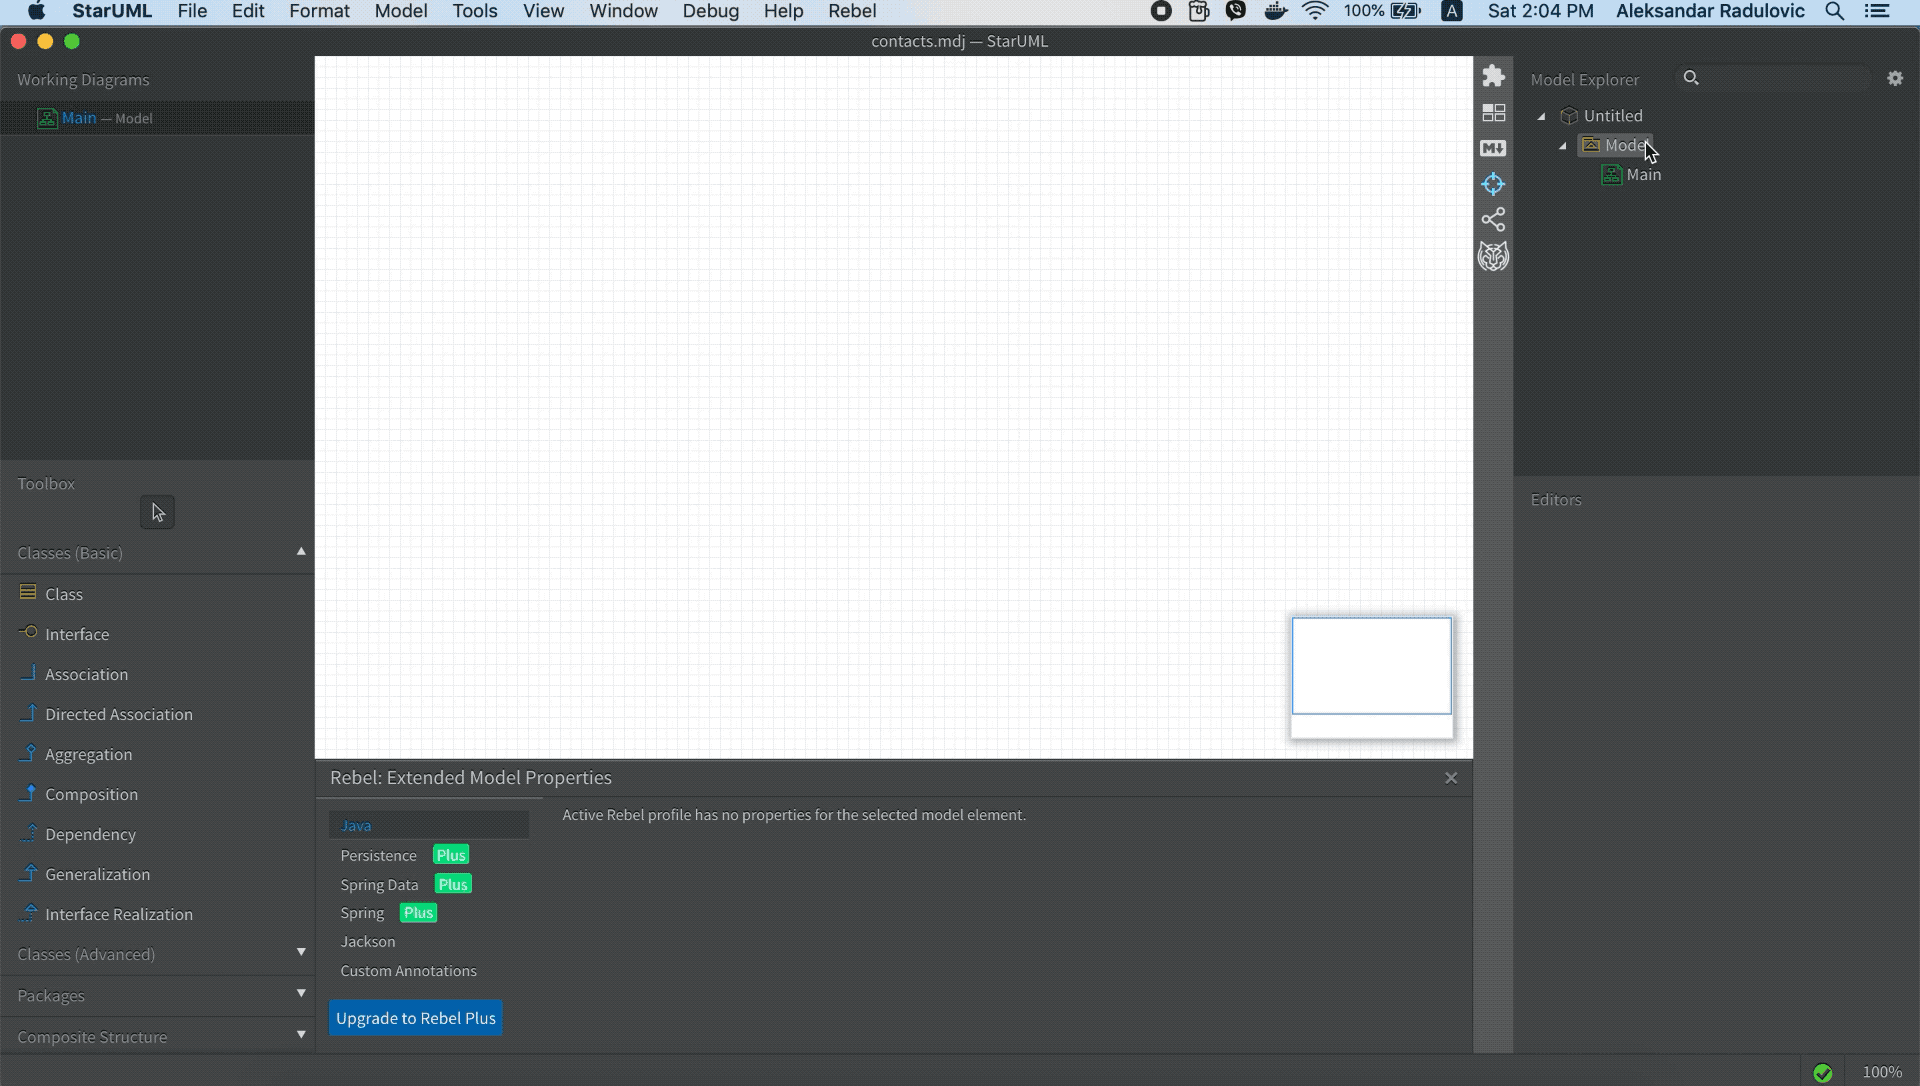 StarUML File Edit Format Model Tools View Window Debug Help Rebel 100% A Sat 2:04 PM Aleksandar Radulovic
contacts.mdj — StarUML
Working Diagrams
Main — Model
Toolbox
Classes (Basic)
Class
Interface
Association
Directed Association
Aggregation
Composition
Dependency
Generalization
Interface Realization
Classes (Advanced)
Packages
Composite Structure
Rebel: Extended Model Properties
Java
Persistence Plus
Spring Data Plus
Spring Plus
Jackson
Custom Annotations
Upgrade to Rebel Plus
Active Rebel profile has no properties for the selected model element.
M
Model Explorer
Untitled
Model
Main
Editors
100%